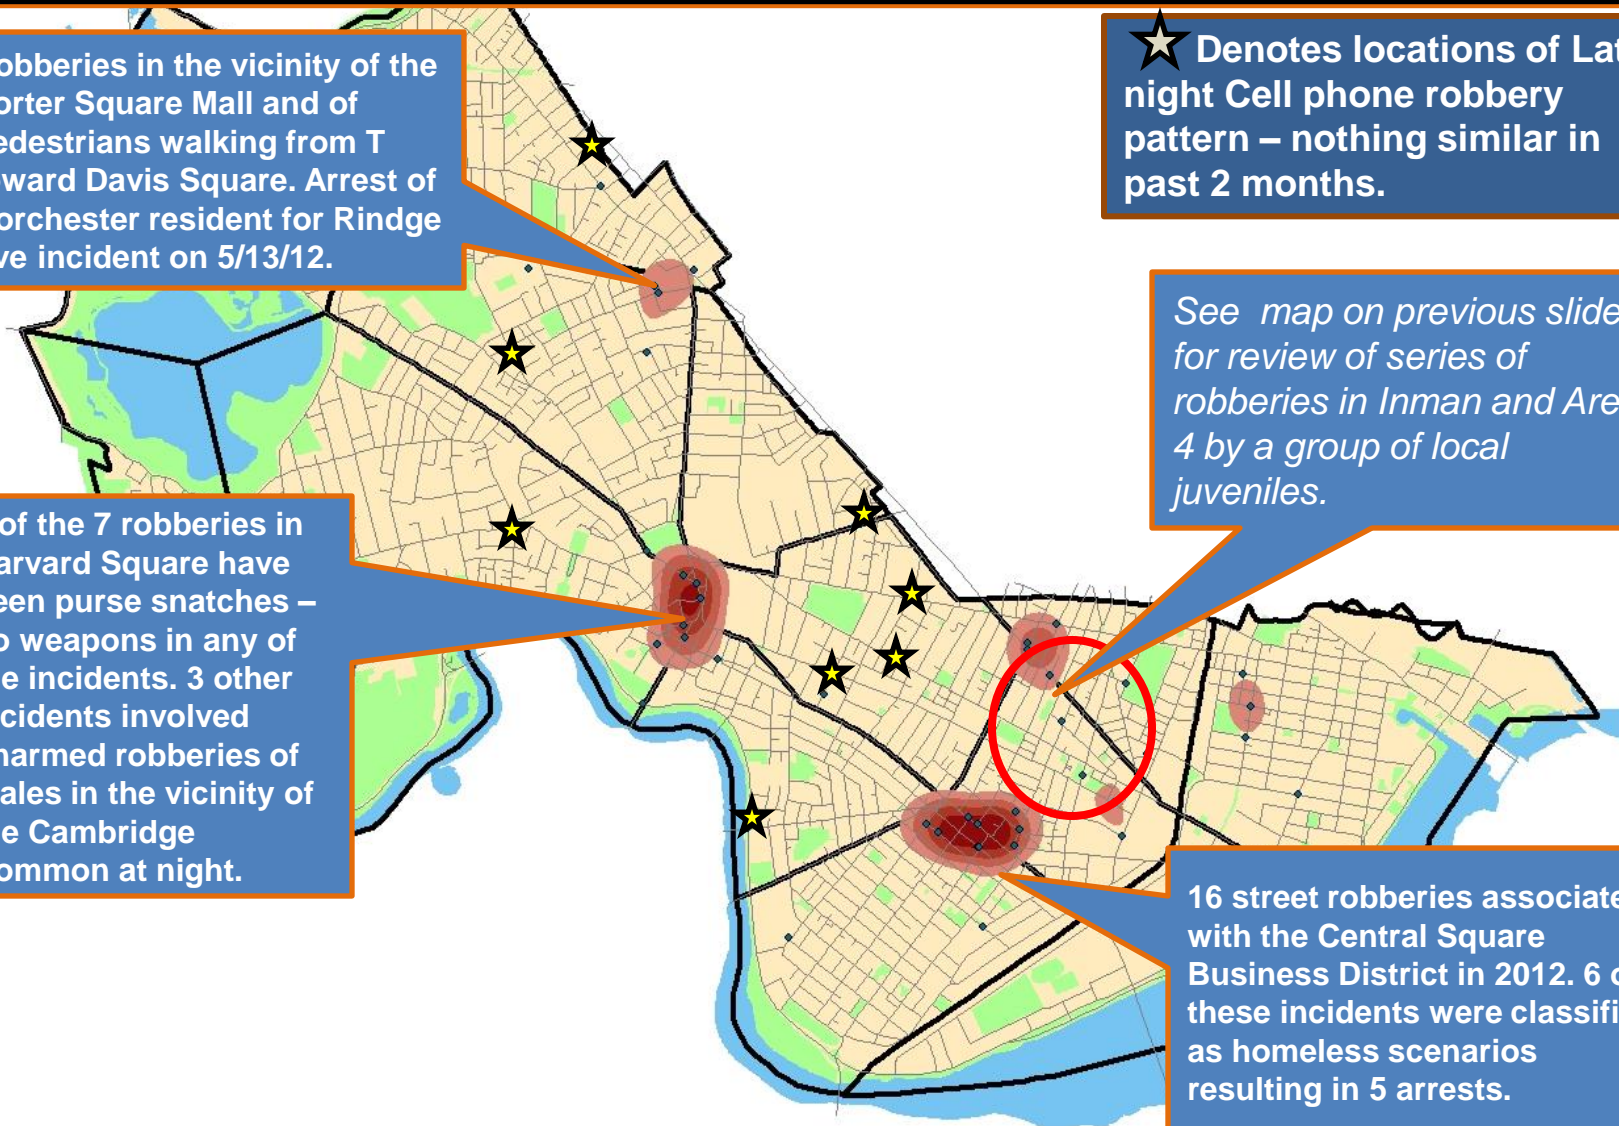 obberies in the vicinity of the
orter Square Mall and of
edestrians walking from T
ward Davis Square. Arrest of
orchester resident for Rindge
ve incident on 5/13/12.
Denotes locations of Lat
night Cell phone robbery
pattern – nothing similar in
past 2 months.
See map on previous slide
for review of series of
robberies in Inman and Are
4 by a group of local
juveniles.
of the 7 robberies in
arvard Square have
een purse snatches –
o weapons in any of
e incidents. 3 other
cidents involved
narmed robberies of
ales in the vicinity of
e Cambridge
ommon at night.
16 street robberies associate
with the Central Square
Business District in 2012. 6 o
these incidents were classifi
as homeless scenarios
resulting in 5 arrests.